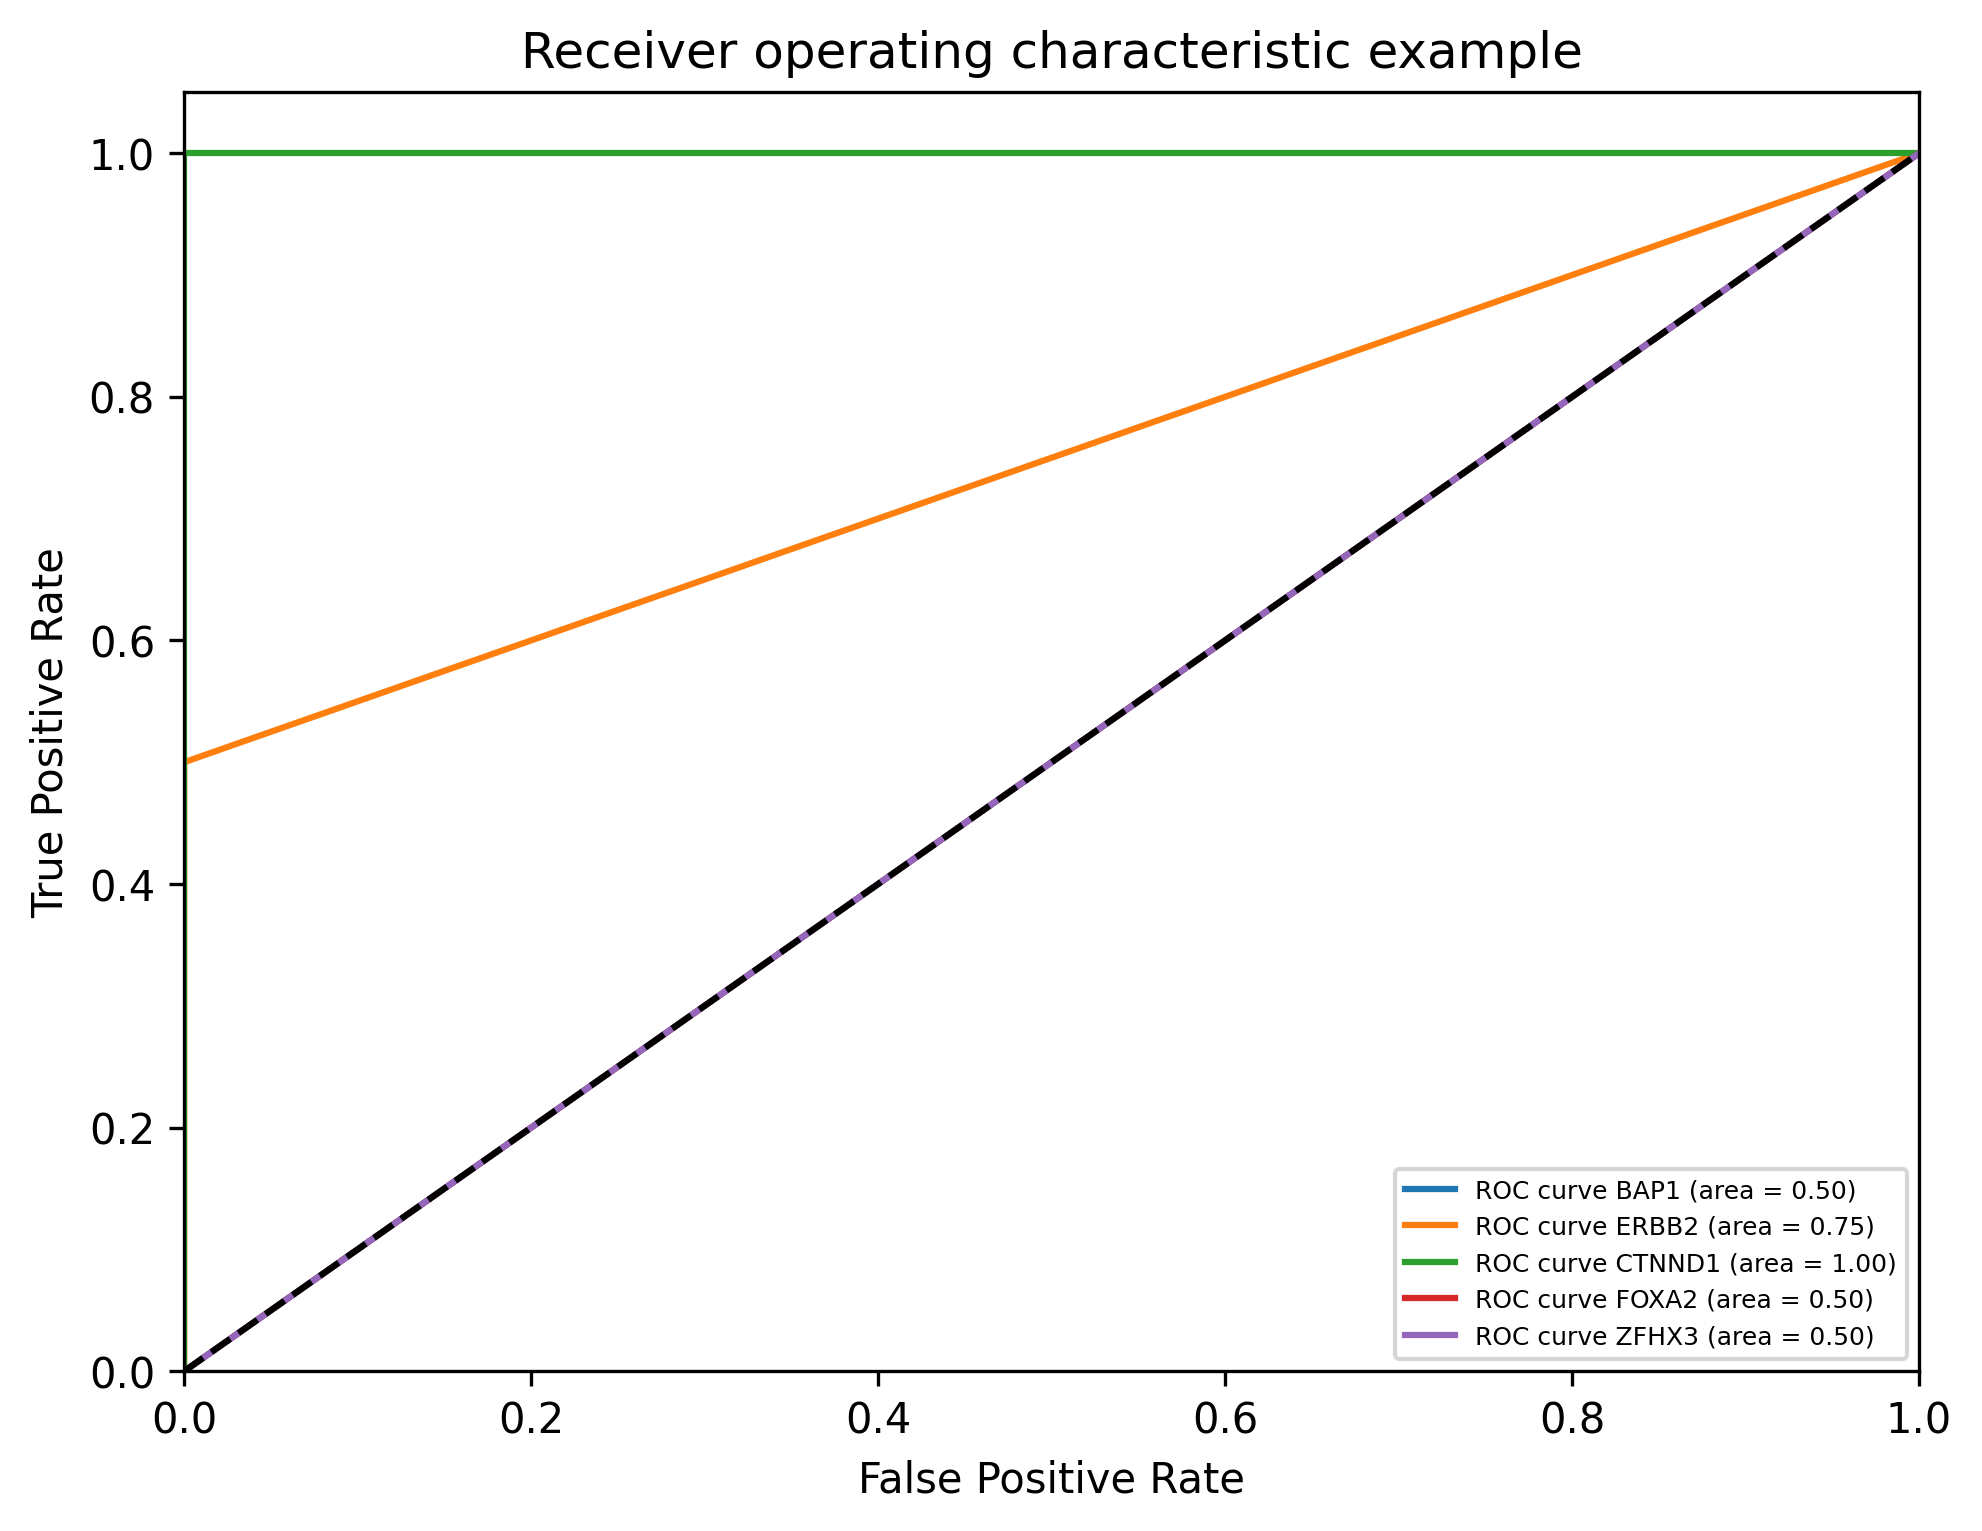 Receiver operating characteristic example
1.0
0.8
0.6
0.4
0.2
0.0
True Positive Rate
ROC curve BAP1 (area = 0.50)
ROC curve ERBB2 (area = 0.75)
ROC curve CTNND1 (area = 1.00)
ROC curve FOXA2 (area = 0.50)
ROC curve ZFHX3 (area = 0.50)
0.0 0.2 0.4 0.6 0.8 1.0
False Positive Rate